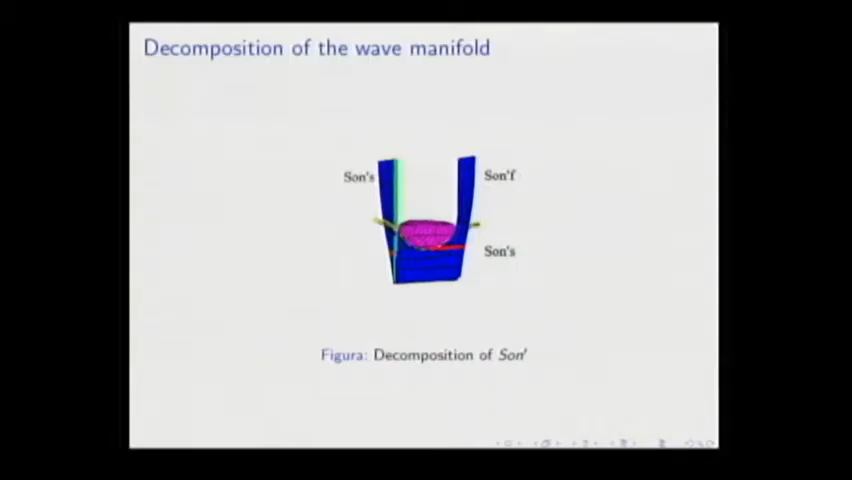 Decomposition of the wave manifold
Son's
Son'f
Son's
Figura: Decomposition of Son'